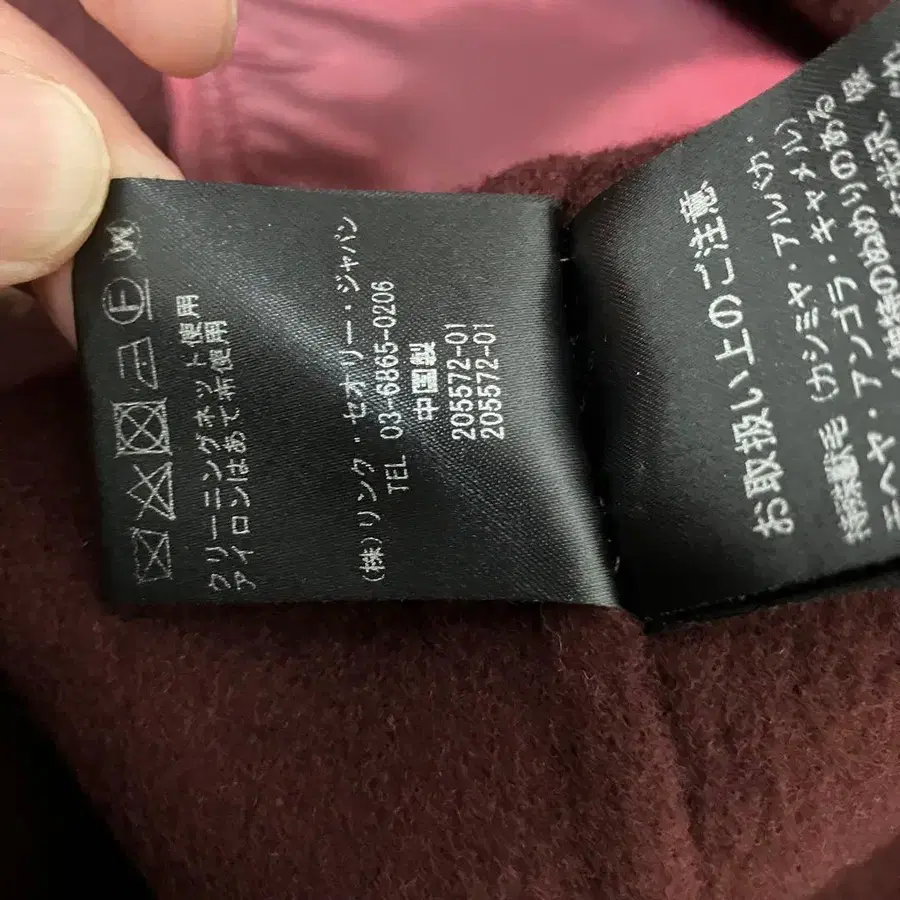 クリーニングネット使用
アイロンはあて布使用
(株)リンク・セオリー・ジャパン
TEL 03-6865-0206
中国製
205572-01
205572-01
お取扱い上のご注意
特殊獣毛 (カシミヤ・アルパカ・
モヘヤ・アンゴラ・キャメル)